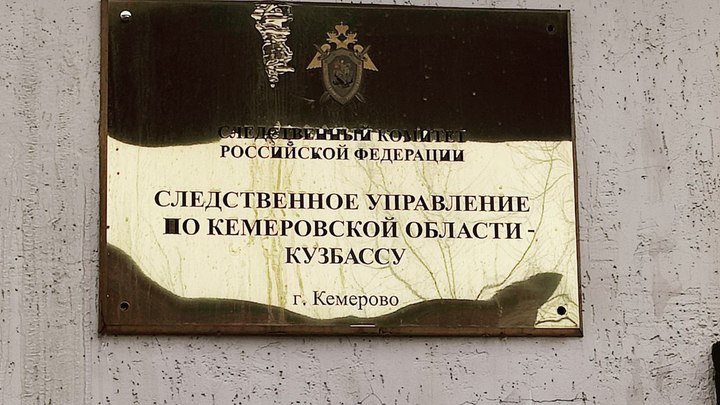 СЛЕДСТВЕННЫЙ КОМИТЕТ
РОССИЙСКОЙ ФЕДЕРАЦИИ
СЛЕДСТВЕННОЕ УПРАВЛЕНИЕ
ПО КЕМЕРОВСКОЙ ОБЛАСТИ -
КУЗБАССУ
г. Кемерово